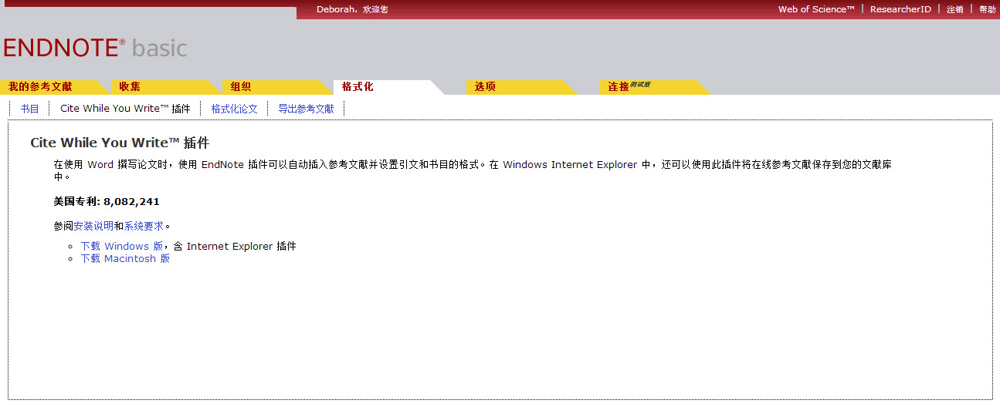 Deborah, 欢迎您
Web of Science™ | ResearcherID | 注销 | 帮助
ENDNOTE® basic
我的参考文献 收集 组织 格式化 选项 连接测试版
书目 Cite While You Write™ 插件 格式化论文 导出参考文献
Cite While You Write™ 插件
在使用 Word 撰写论文时，使用 EndNote 插件可以自动插入参考文献并设置引文和书目的格式。在 Windows Internet Explorer 中，还可以使用此插件将在线参考文献保存到您的文献库
中。
美国专利: 8,082,241
参阅安装说明和系统要求。
下载 Windows 版，含 Internet Explorer 插件
下载 Macintosh 版